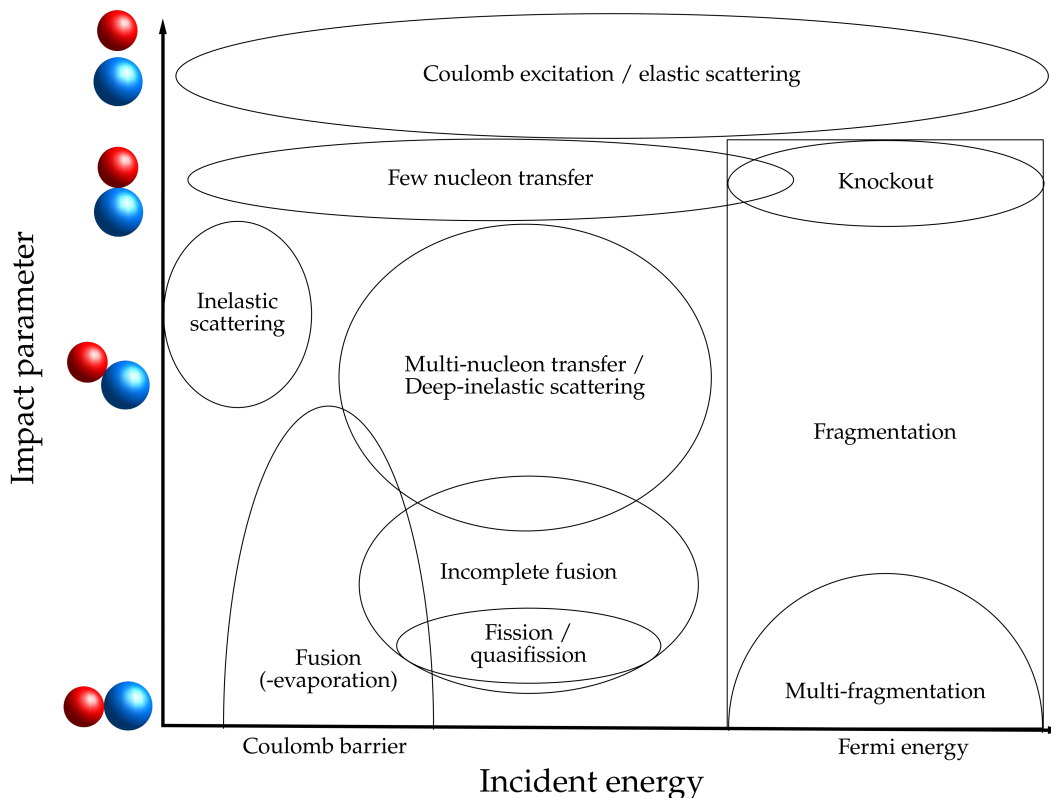 Coulomb excitation / elastic scattering
Few nucleon transfer
Knockout
Inelastic
scattering
Multi-nucleon transfer /
Deep-inelastic scattering
Fragmentation
Incomplete fusion
Fission /
quasifission
Fusion
(-evaporation)
Multi-fragmentation
Impact parameter
Coulomb barrier
Fermi energy
Incident energy